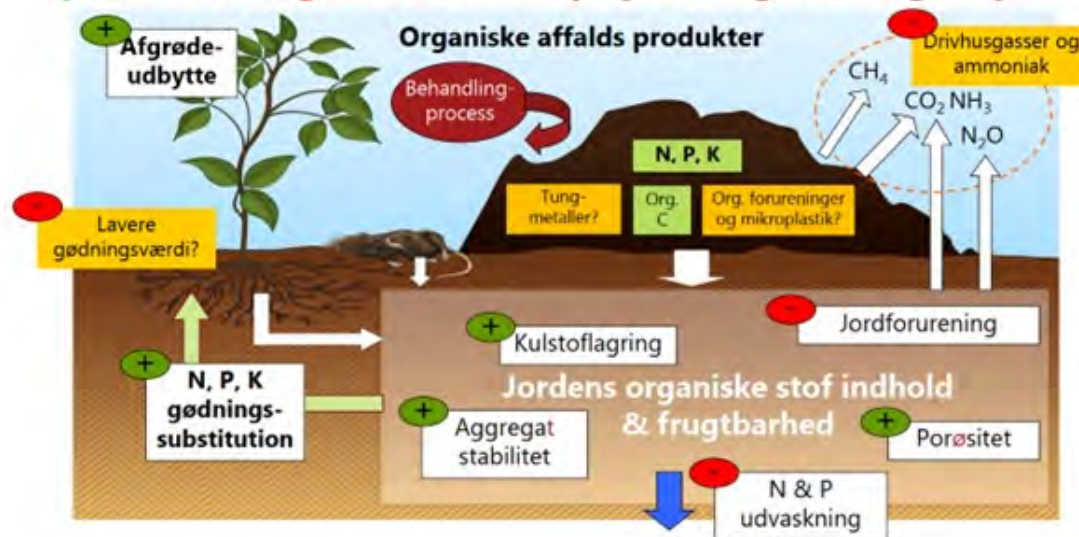 Organiske affalds produkter
+
Afgrøde-
udbytte
Behandling-
process
-
Drivhusgasser og
ammoniak
CH4
CO2 NH3
N2O
N, P, K
Tung-
metaller?
Org.
C
Org. forureninger
og mikroplastik?
-
Lavere
gødningsværdi?
+
Kulstoflagring
-
Jordforurening
+
N, P, K
gødnings-
substitution
Jordens organiske stof indhold
& frugtbarhed
+
Aggregat
stabilitet
+
Porøsitet
-
N & P
udvaskning